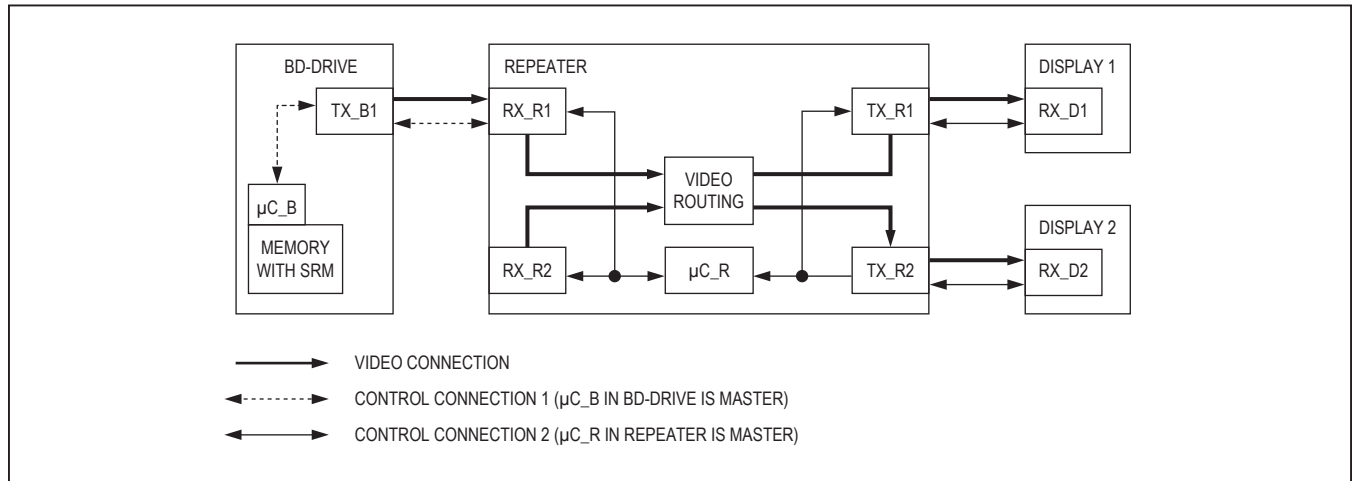 BD-DRIVE
TX_B1
µC_B
MEMORY
WITH SRM
REPEATER
RX_R1
RX_R2
VIDEO
ROUTING
µC_R
TX_R1
TX_R2
DISPLAY 1
RX_D1
DISPLAY 2
RX_D2
VIDEO CONNECTION
CONTROL CONNECTION 1 (µC_B IN BD-DRIVE IS MASTER)
CONTROL CONNECTION 2 (µC_R IN REPEATER IS MASTER)